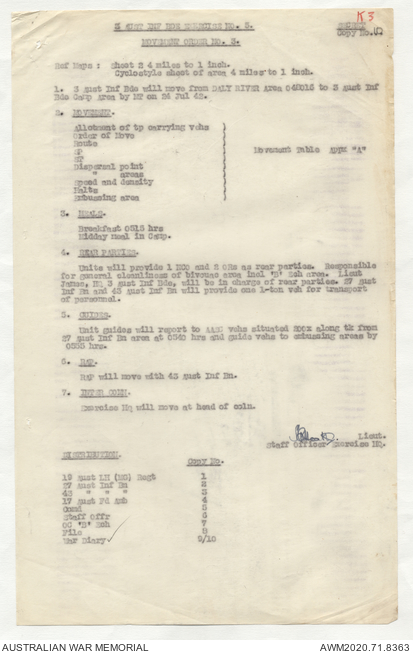 K 3
3 AUST INF BDE EXERCISE NO. 3.
SECRET
Copy No. 10
MOVEMENT ORDER NO. 3.
Ref Maps : Sheet 2 4 miles to 1 inch.
Cyclostyle sheet of area 4 miles to 1 inch.
1. 3 Aust Inf Bde will move from DALY RIVER Area 040016 to 3 Aust Inf
Bde Camp area by MT on 24 Jul 42.
2. MOVEMENT.
Allotment of tp carrying vehs
Order of Move
Route
SP
Movement Table APPX "A"
Dispersal point
" areas
Speed and density
Halts
Embussing area
3. MEALS.
Breakfast 0515 hrs
Midday meal in Camp.
4. REAR PARTIES.
Units will provide 1 NCO and 2 ORs as rear parties. Responsible
for general cleanliness of bivouac area incl "B" Ech area. Lieut
James, HQ 3 Aust Inf Bde, will be in charge of rear parties. 27 Aust
Inf Bn and 43 Aust Inf Bn will provide one 1-ton veh for transport
of personnel.
5. GUIDES.
Unit guides will report to AASC vehs situated approx along tk from
27 Aust Inf Bn area at 0540 hrs and guide vehs to embussing areas by
0555 hrs.
6. RAP.
RAP will move with 43 Aust Inf Bn.
7. INTER COMN.
Exercise HQ will move at head of coln.
Lieut.
Staff Officer Exercise HQ.
DISTRIBUTION.
Copy No.
19 Aust LH (MG) Regt 1
27 Aust Inf Bn 2
43 " " " 3
17 Aust Fd Amb 4
Comd 5
Staff Offr 6
OC "B" Ech 7
File 8
War Diary 9/10
AUSTRALIAN WAR MEMORIAL
AWM2020.71.8363